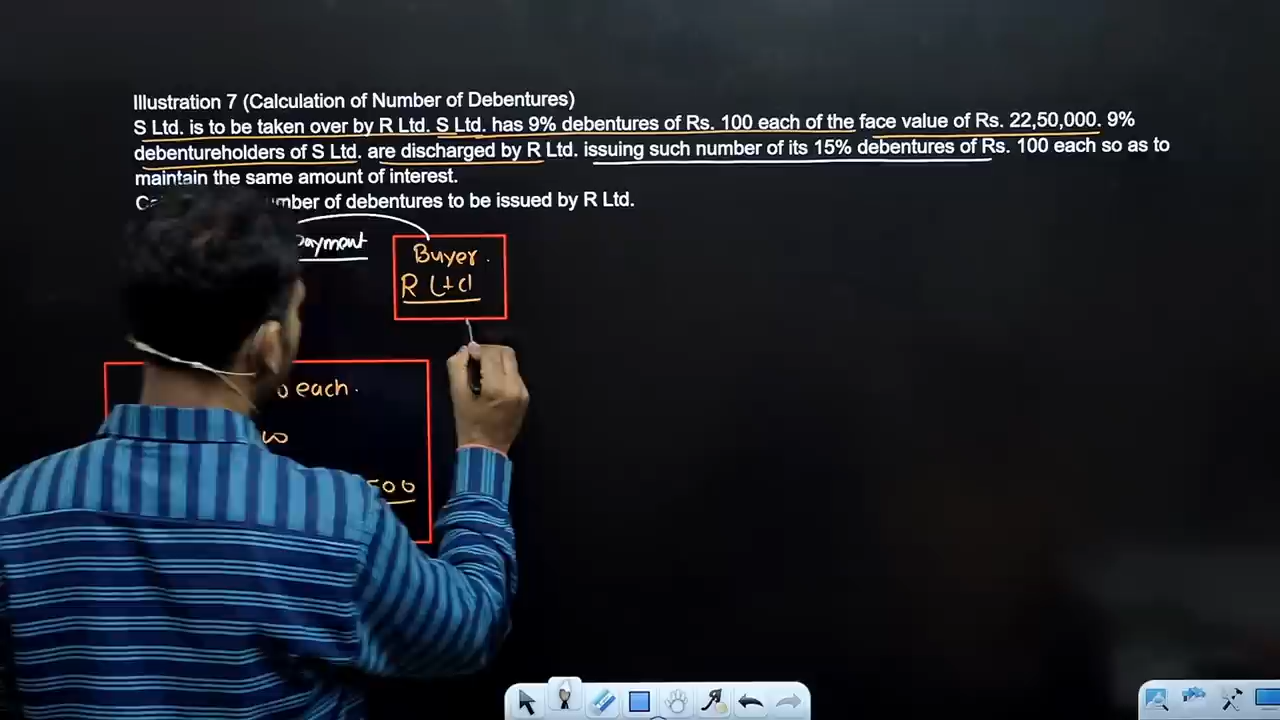 Illustration 7 (Calculation of Number of Debentures)
S Ltd. is to be taken over by R Ltd. S Ltd. has 9% debentures of Rs. 100 each of the face value of Rs. 22,50,000. 9%
debentureholders of S Ltd. are discharged by R Ltd. issuing such number of its 15% debentures of Rs. 100 each so as to
maintain the same amount of interest.
of debentures to be issued by R Ltd.
payment
Buyer.
R Ltd
each.